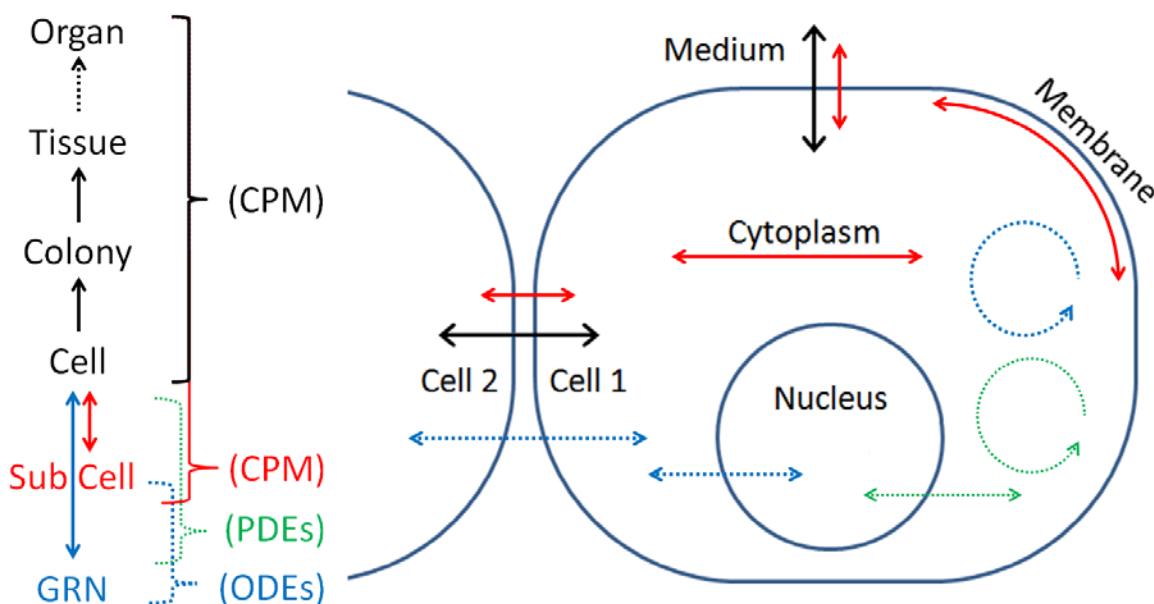 Organ
Tissue
(CPM)
Colony
Cell
Sub Cell
(CPM)
(PDEs)
GRN
(ODEs)
Medium
Membrane
Cytoplasm
Cell 2
Cell 1
Nucleus